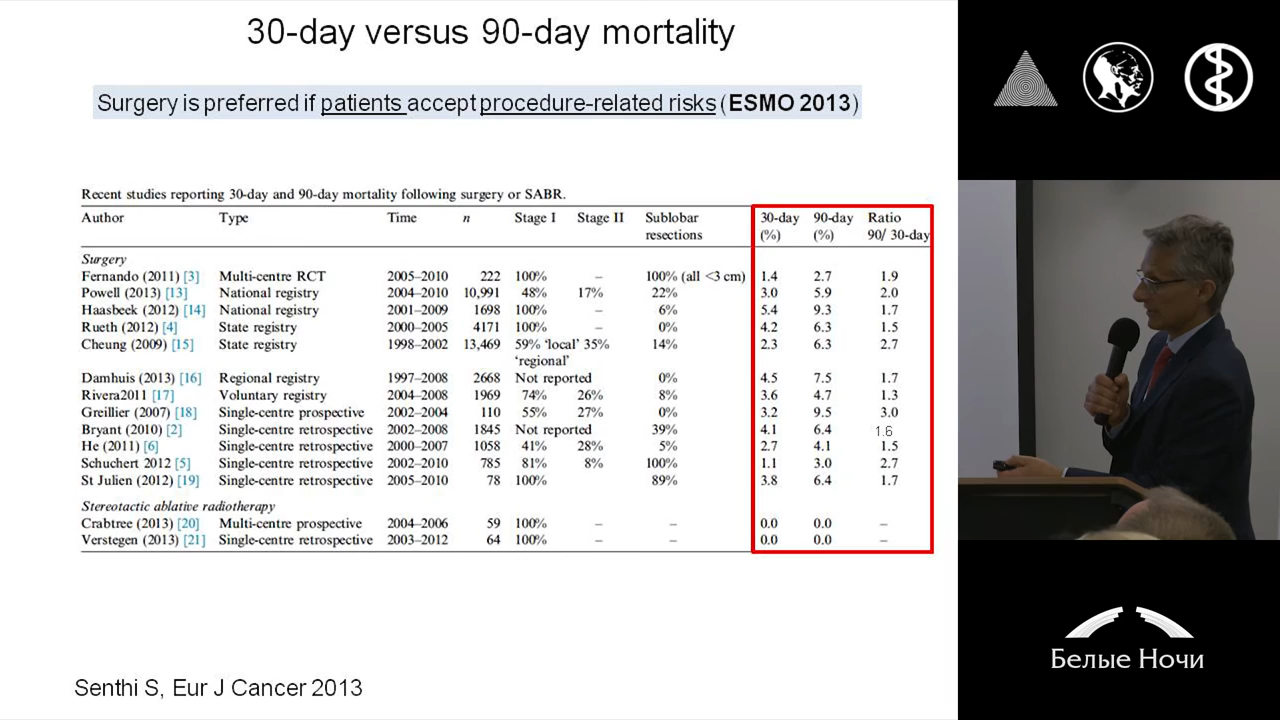 30-day versus 90-day mortality
Surgery is preferred if patients accept procedure-related risks (ESMO 2013)
Recent studies reporting 30-day and 90-day mortality following surgery or SABR.
Author Type Time n Stage I Stage II Sublobar resections 30-day (%) 90-day (%) Ratio 90/ 30-day
Surgery
Fernando (2011) [3] Multi-centre RCT 2005–2010 222 100% – 100% (all <3 cm) 1.4 2.7 1.9
Powell (2013) [13] National registry 2004–2010 10,991 48% 17% 22% 3.0 5.9 2.0
Haasbeek (2012) [14] National registry 2001–2009 1698 100% – 6% 5.4 9.3 1.7
Rueth (2012) [4] State registry 2000–2005 4171 100% – 0% 4.2 6.3 1.5
Cheung (2009) [15] State registry 1998–2002 13,469 59% 'local' 35% 14% 2.3 6.3 2.7
'regional'
Damhuis (2013) [16] Regional registry 1997–2008 2668 Not reported 0% 4.5 7.5 1.7
Rivera2011 [17] Voluntary registry 2004–2008 1969 74% 26% 8% 3.6 4.7 1.3
Greillier (2007) [18] Single-centre prospective 2002–2004 110 55% 27% 0% 3.2 9.5 3.0
Bryant (2010) [2] Single-centre retrospective 2002–2008 1845 Not reported 39% 4.1 6.4 1.6
He (2011) [6] Single-centre retrospective 2000–2007 1058 41% 28% 5% 2.7 4.1 1.5
Schuchert 2012 [5] Single-centre retrospective 2002–2010 785 81% 8% 100% 1.1 3.0 2.7
St Julien (2012) [19] Single-centre retrospective 2005–2010 78 100% 89% 3.8 6.4 1.7
Stereotactic ablative radiotherapy
Crabtree (2013) [20] Multi-centre prospective 2004–2006 59 100% – – 0.0 0.0 –
Verstegen (2013) [21] Single-centre retrospective 2003–2012 64 100% – – 0.0 0.0 –
Senthi S, Eur J Cancer 2013
Белые Ночи